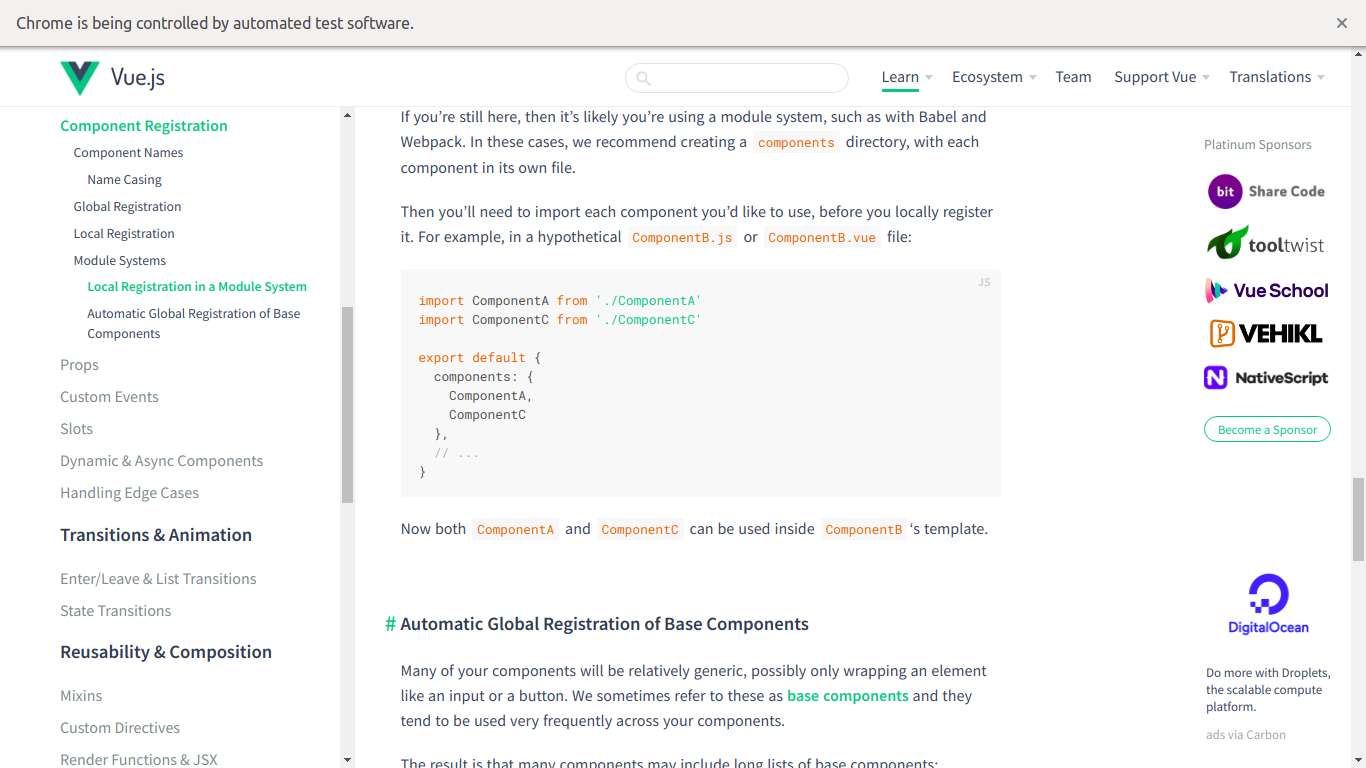 Chrome is being controlled by automated test software.
Vue.js
Learn
Ecosystem
Team
Support Vue
Translations
Component Registration
Component Names
Name Casing
Global Registration
Local Registration
Module Systems
Local Registration in a Module System
Automatic Global Registration of Base
Components
Props
Custom Events
Slots
Dynamic & Async Components
Handling Edge Cases
Transitions & Animation
Enter/Leave & List Transitions
State Transitions
Reusability & Composition
Mixins
Custom Directives
Render Functions & JSX
If you’re still here, then it’s likely you’re using a module system, such as with Babel and
Webpack. In these cases, we recommend creating a components directory, with each
component in its own file.
Then you’ll need to import each component you’d like to use, before you locally register
it. For example, in a hypothetical ComponentB.js or ComponentB.vue file:
JS
import ComponentA from './ComponentA'
import ComponentC from './ComponentC'
export default {
components: {
ComponentA,
ComponentC
},
// ...
}
Now both ComponentA and ComponentC can be used inside ComponentB ‘s template.
# Automatic Global Registration of Base Components
Many of your components will be relatively generic, possibly only wrapping an element
like an input or a button. We sometimes refer to these as base components and they
tend to be used very frequently across your components.
The result is that many components may include long lists of base components:
Platinum Sponsors
bit Share Code
tooltwist
Vue School
VEHIKL
NativeScript
Become a Sponsor
DigitalOcean
Do more with Droplets,
the scalable compute
platform.
ads via Carbon